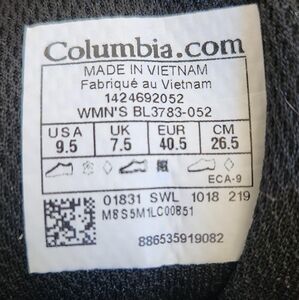 Columbia.com
MADE IN VIETNAM
Fabriqué au Vietnam
1424692052
WMN'S BL3783-052
USA UK EUR CM
9.5 7.5 40.5 26.5
ECA-9
01831 SWL 1018 219
M8S5M1LC00851
886535919082